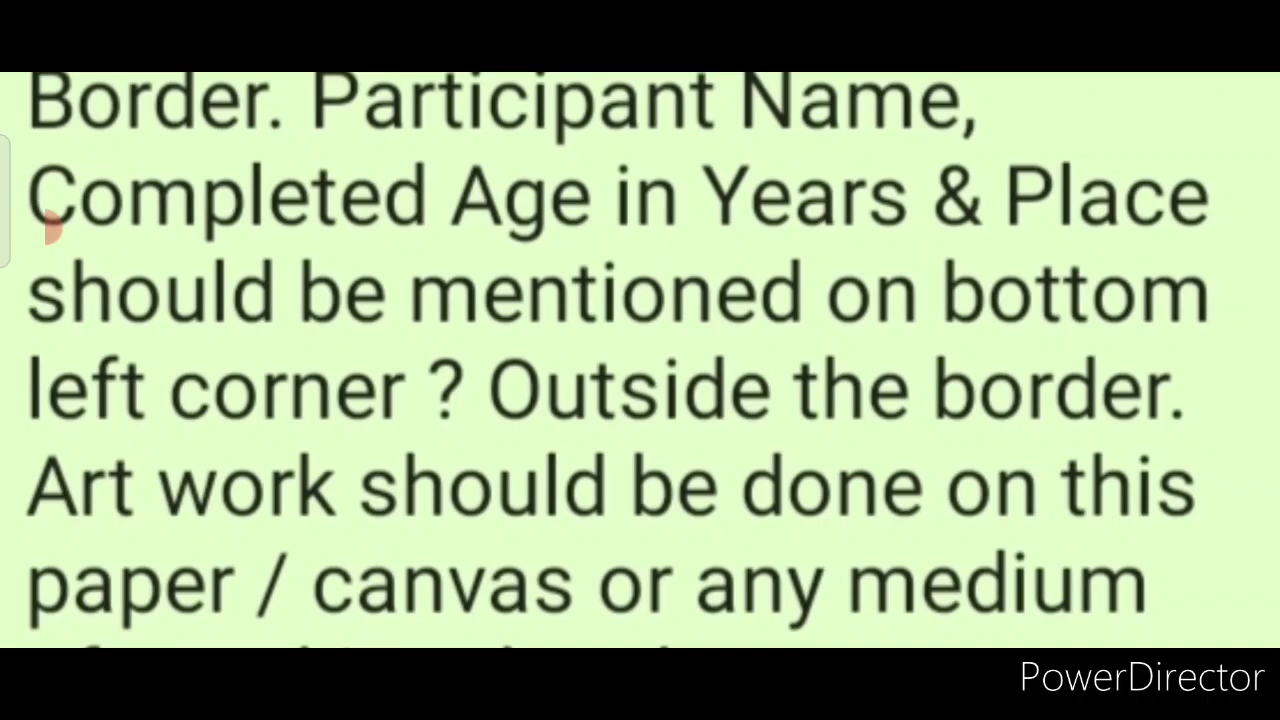 Border. Participant Name,
Completed Age in Years & Place
should be mentioned on bottom
left corner ? Outside the border.
Art work should be done on this
paper / canvas or any medium
PowerDirector